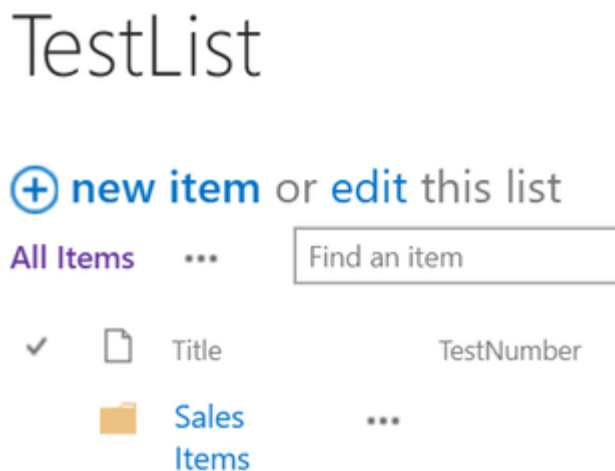 TestList
new item or edit this list
All Items ... Find an item
Title TestNumber
Sales ...
Items